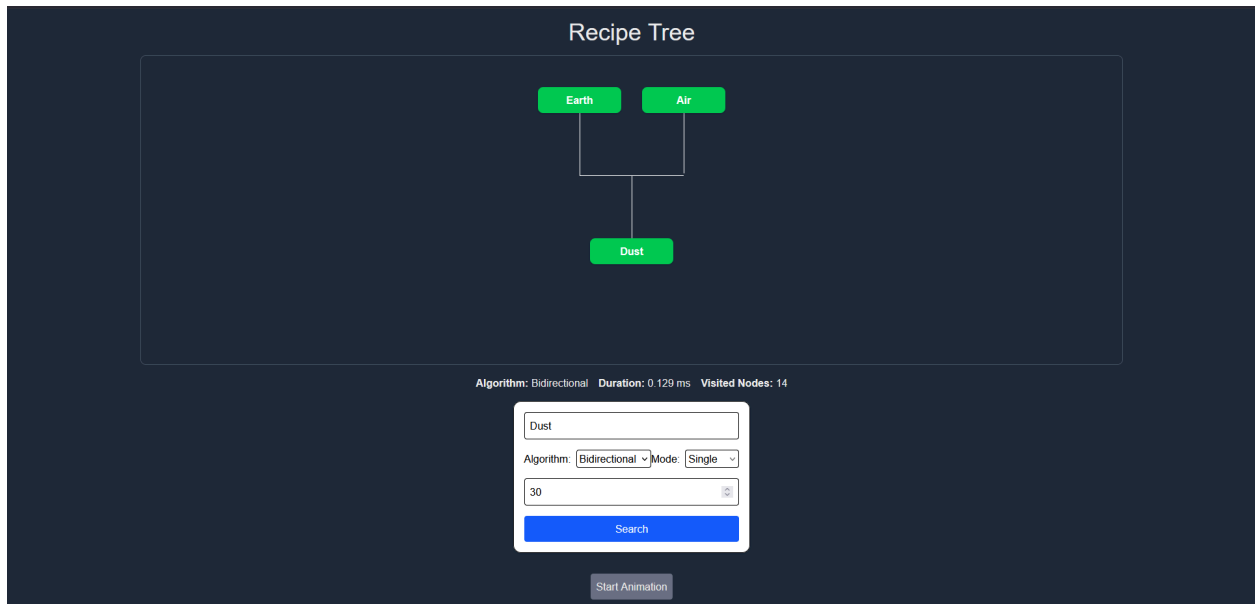 Recipe Tree
Earth Air
Dust
Algorithm: Bidirectional Duration: 0.129 ms Visited Nodes: 14
Dust
Algorithm: Bidirectional Mode: Single
30
Search
Start Animation